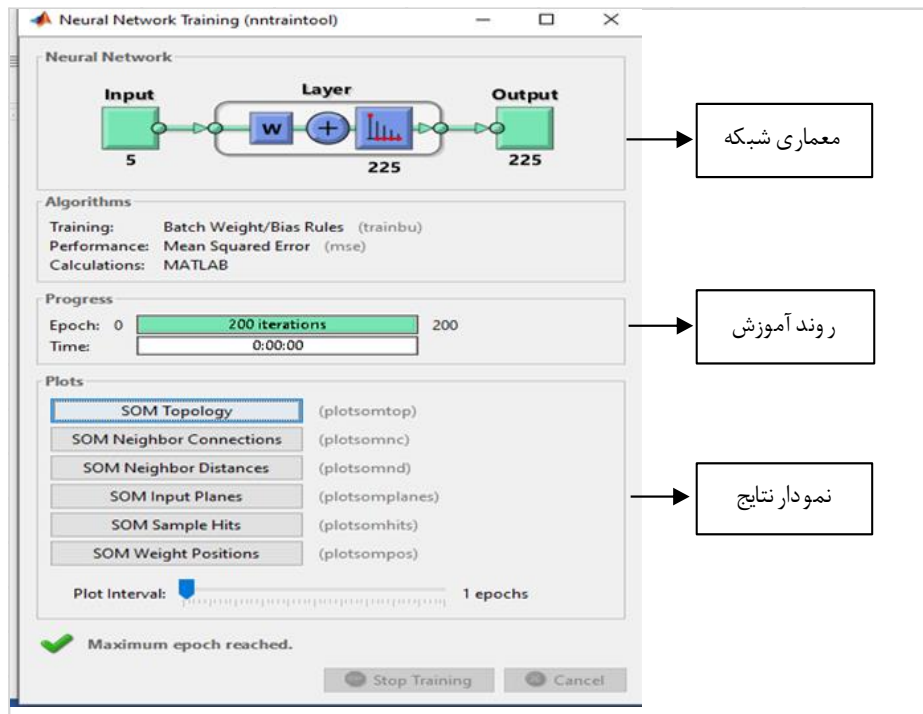 Neural Network Training (nntraintool)
Neural Network
Input
Layer
Output
W
+
5
225
225
معماری شبکه
Algorithms
Training: Batch Weight/Bias Rules (trainbu)
Performance: Mean Squared Error (mse)
Calculations: MATLAB
Progress
Epoch: 0 200 iterations 200
Time: 0:00:00
روند آموزش
Plots
SOM Topology (plotsomtop)
SOM Neighbor Connections (plotsomnc)
SOM Neighbor Distances (plotsomnd)
SOM Input Planes (plotsomplanes)
SOM Sample Hits (plotsomhits)
SOM Weight Positions (plotsompos)
نمودار نتایج
Plot Interval: 1 epochs
Maximum epoch reached.
Stop Training Cancel